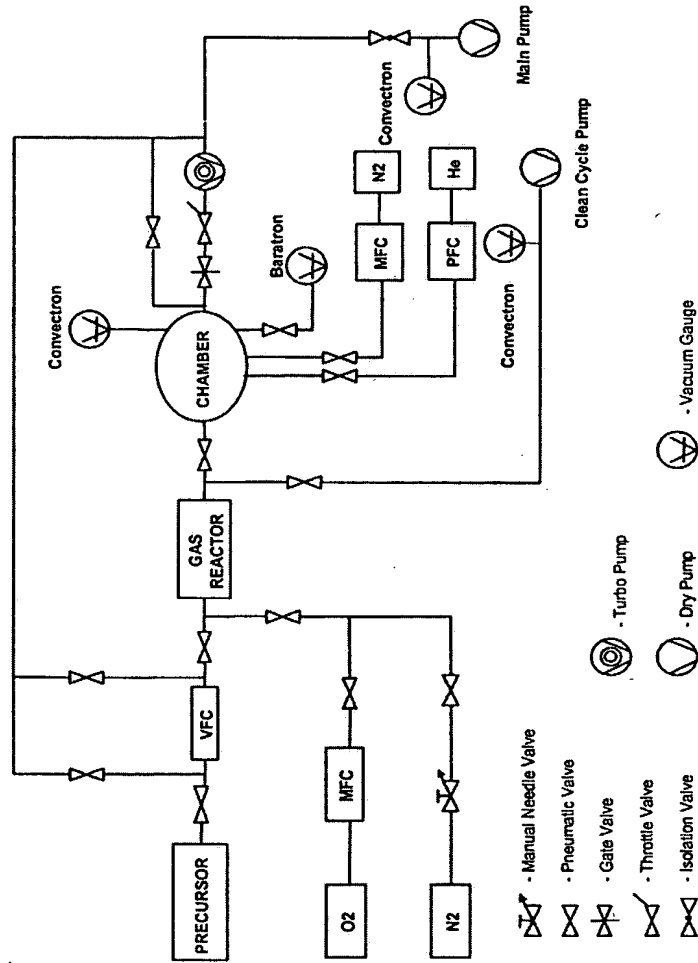 Convectron
CHAMBER
Baratron
Convectron
Main Pump
N2
MFC
He
PFC
Convectron
Clean Cycle Pump
GAS
REACTOR
VFC
PRECURSOR
MFC
O2
N2
- Manual Needle Valve
- Pneumatic Valve
- Gate Valve
- Throttle Valve
- Isolation Valve
- Turbo Pump
- Dry Pump
- Vacuum Gauge